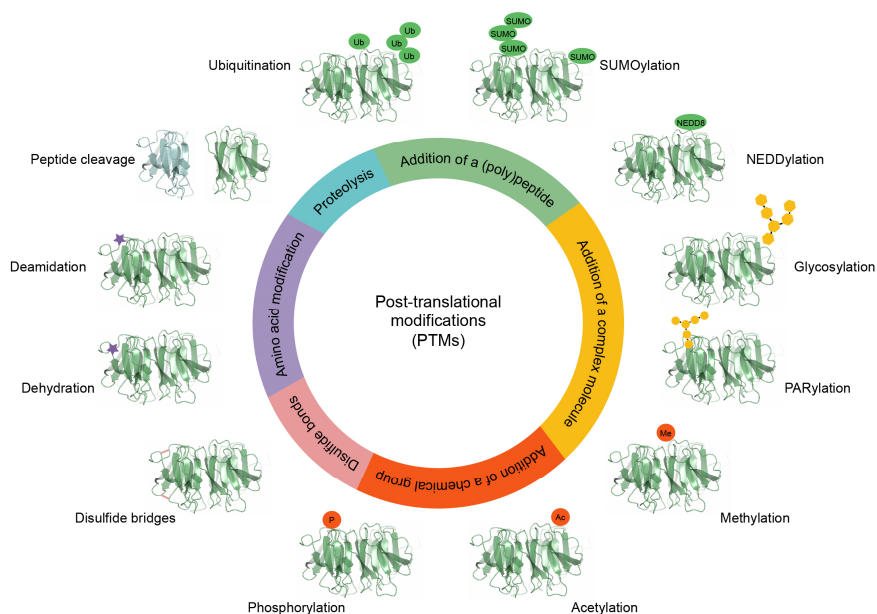 SUMO
Ub
Ub
SUMO
Ub
Ub
SUMO
SUMO
Ubiquitination
SUMOylation
NEDD8
Peptide cleavage
Proteolysis
Addition of a (poly)peptide
NEDDylation
Deamidation
Amino acid modification
Post-translational
modifications
(PTMs)
Addition of a complex molecule
Glycosylation
Dehydration
PARylation
Disulfide bonds
Addition of a chemical group
Me
Disulfide bridges
Methylation
P
Ac
Phosphorylation
Acetylation